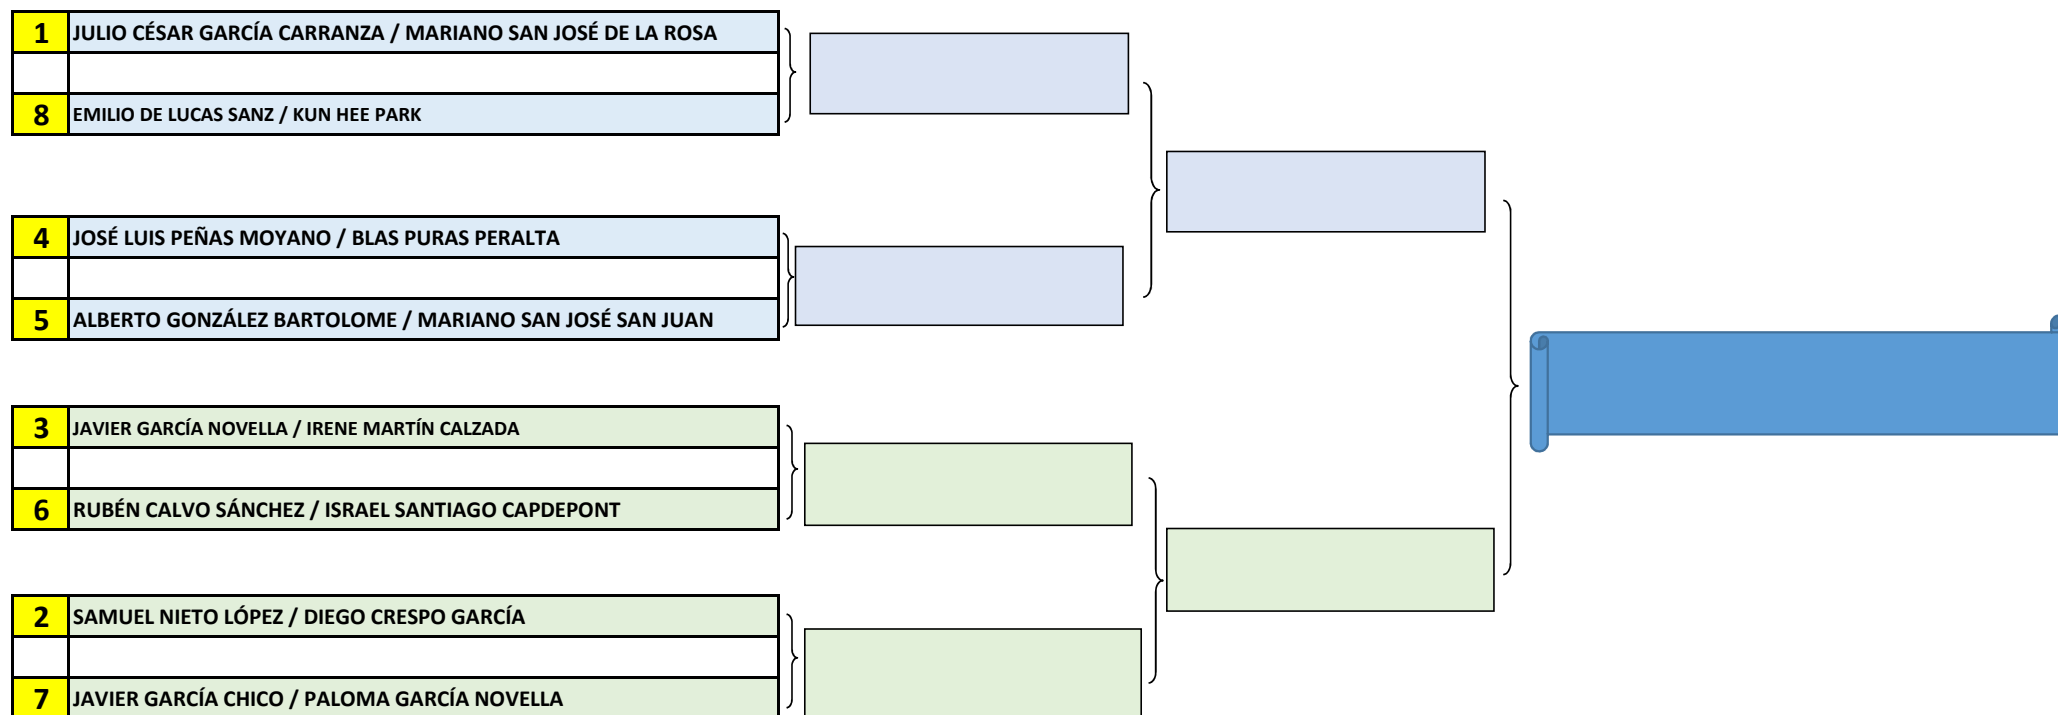 1 JULIO CÉSAR GARCÍA CARRANZA / MARIANO SAN JOSÉ DE LA ROSA
8 EMILIO DE LUCAS SANZ / KUN HEE PARK
4 JOSÉ LUIS PEÑAS MOYANO / BLAS PURAS PERALTA
5 ALBERTO GONZÁLEZ BARTOLOME / MARIANO SAN JOSÉ SAN JUAN
3 JAVIER GARCÍA NOVELLA / IRENE MARTÍN CALZADA
6 RUBÉN CALVO SÁNCHEZ / ISRAEL SANTIAGO CAPDEPONT
2 SAMUEL NIETO LÓPEZ / DIEGO CRESPO GARCÍA
7 JAVIER GARCÍA CHICO / PALOMA GARCÍA NOVELLA